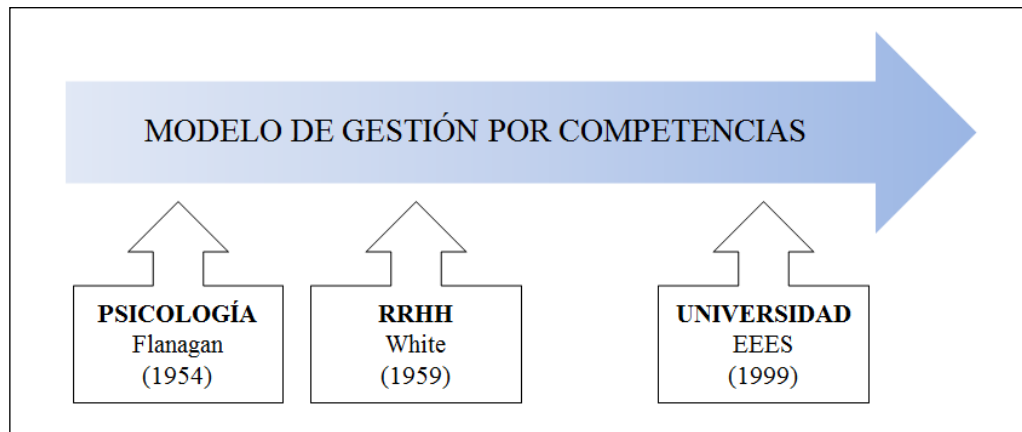 MODELO DE GESTIÓN POR COMPETENCIAS
PSICOLOGÍA
Flanagan
(1954)
RRHH
White
(1959)
UNIVERSIDAD
EEES
(1999)